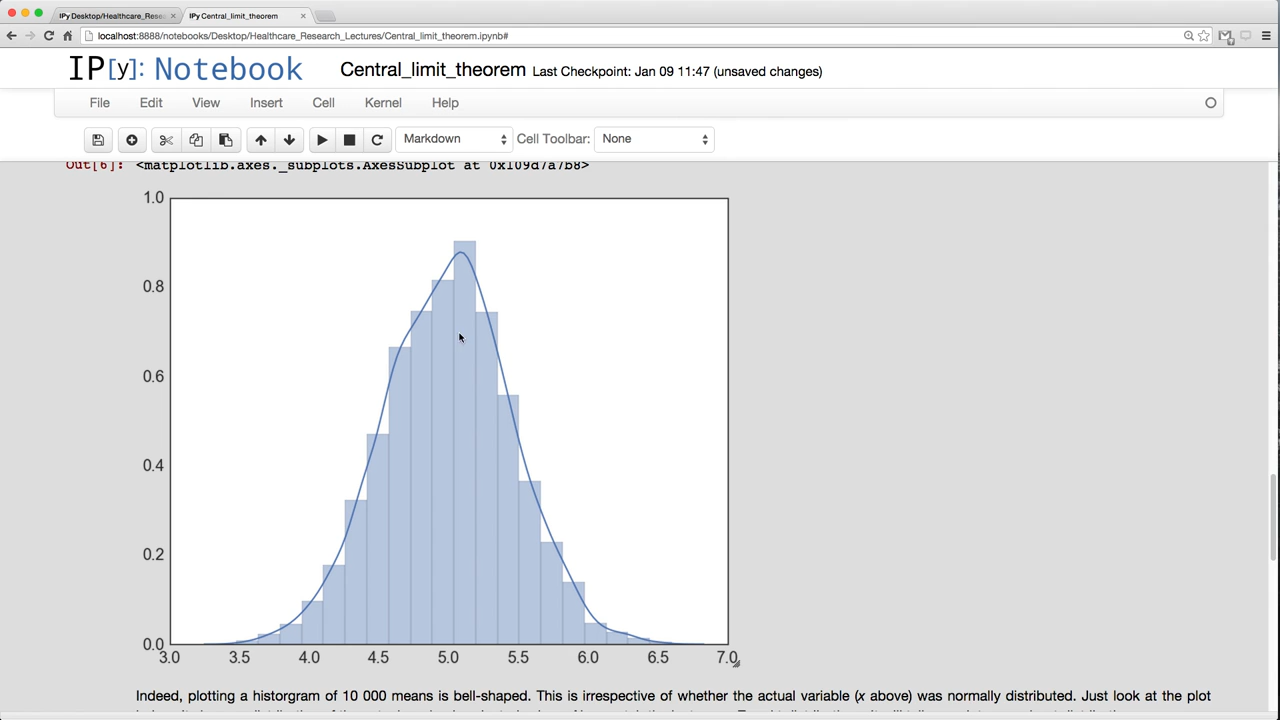 IPy Desktop/Healthcare_Rese
IPy Central_limit_theorem
localhost:8888/notebooks/Desktop/Healthcare_Research_Lectures/Central_limit_theorem.ipynb#
IP[y]: Notebook Central_limit_theorem Last Checkpoint: Jan 09 11:47 (unsaved changes)
File Edit View Insert Cell Kernel Help
Markdown Cell Toolbar: None
Out[6]: <matplotlib.axes._subplots.AxesSubplot at 0x109d7a7b8>
1.0
0.8
0.6
0.4
0.2
0.0
3.0 3.5 4.0 4.5 5.0 5.5 6.0 6.5 7.0
Indeed, plotting a historgram of 10 000 means is bell-shaped. This is irrespective of whether the actual variable (x above) was normally distributed. Just look at the plot